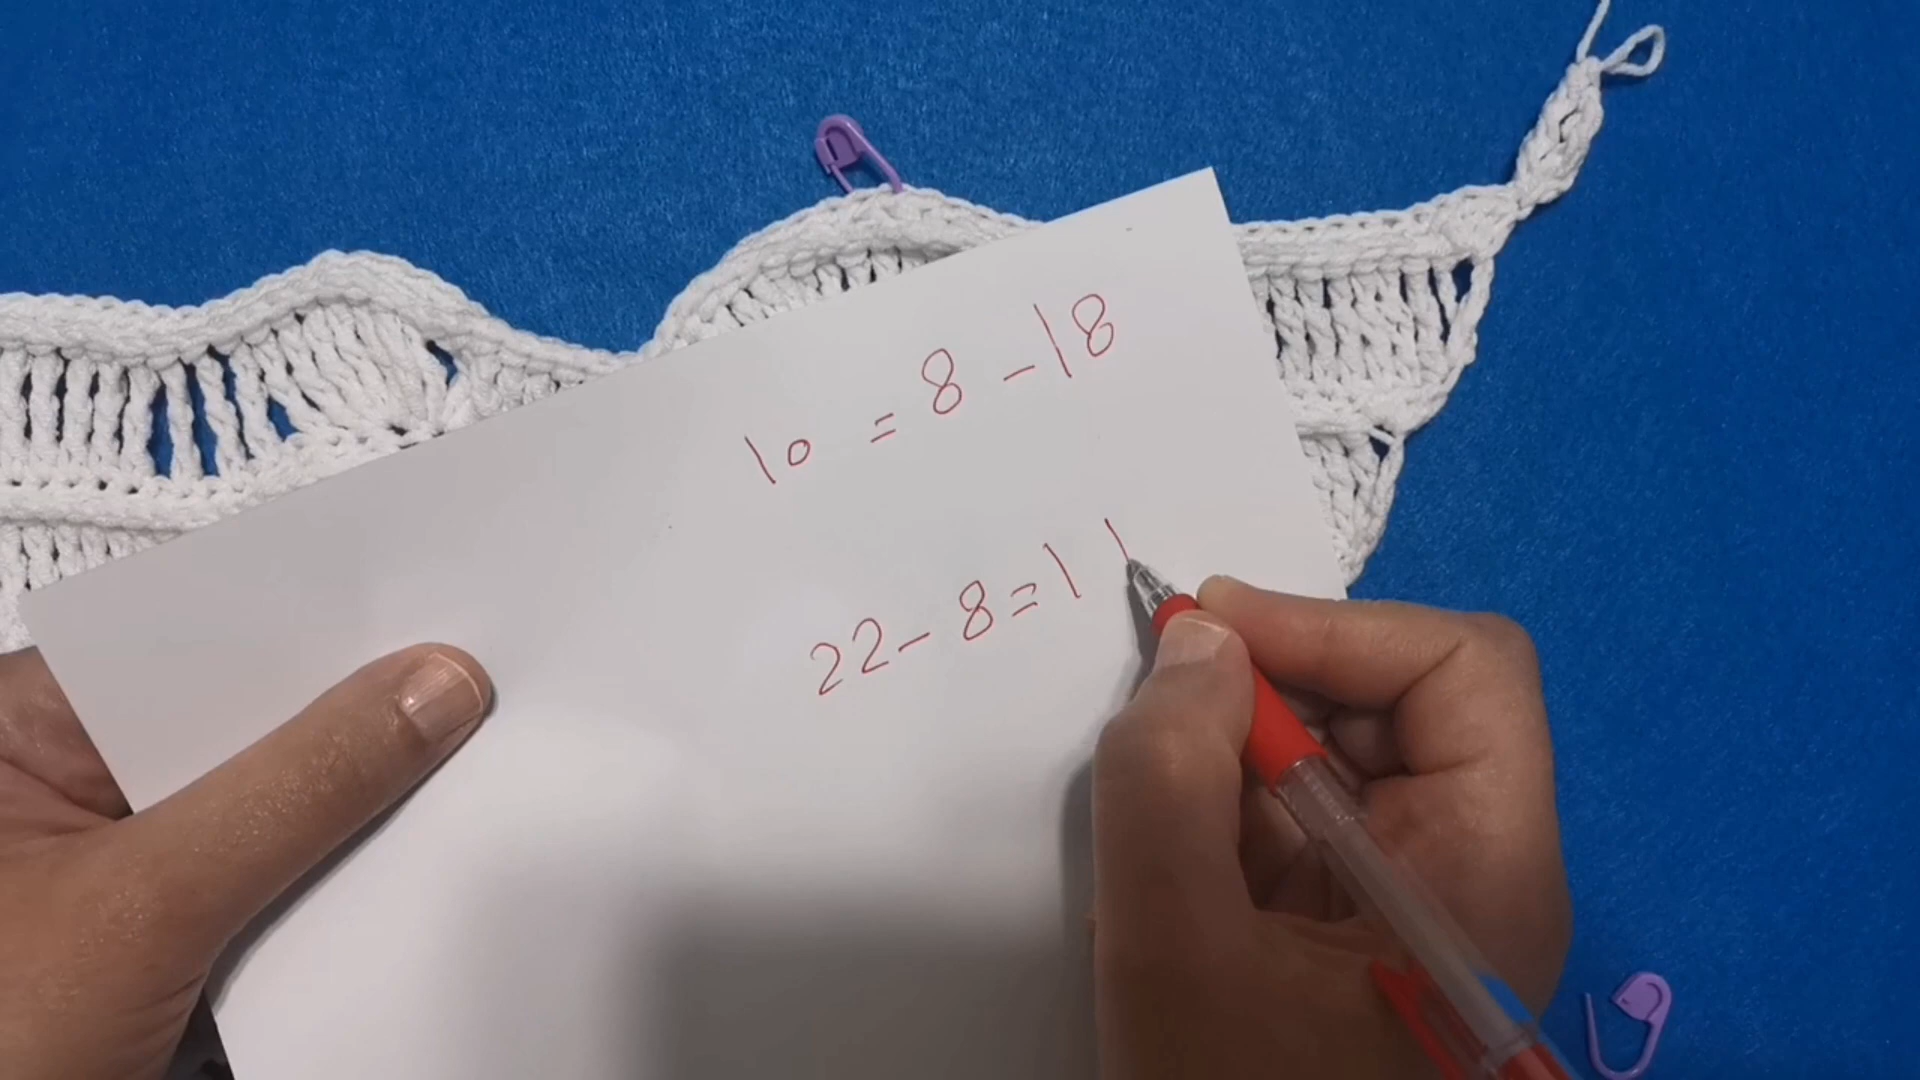 10 = 8 - 18
22 - 8 = 1